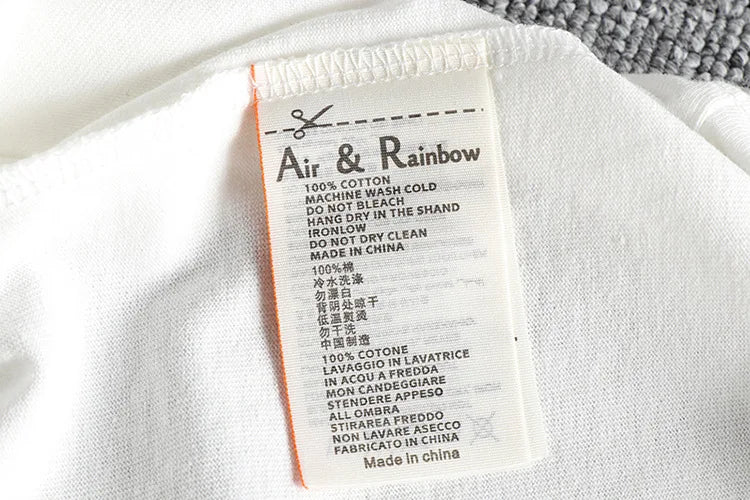 Air & Rainbow
100% COTTON
MACHINE WASH COLD
DO NOT BLEACH
HANG DRY IN THE SHAND
IRONLOW
DO NOT DRY CLEAN
MADE IN CHINA
100%棉
冷水洗涤
勿漂白
背阴处晾干
低温熨烫
勿干洗
中国制造
100% COTONE
LAVAGGIO IN LAVATRICE
IN ACQU A FREDDA
MON CANDEGGIARE
STENDERE APPESO
ALL OMBRA
STIRAREA FREDDO
NON LAVARE ASECCO
FABRICATO IN CHINA
Made in china